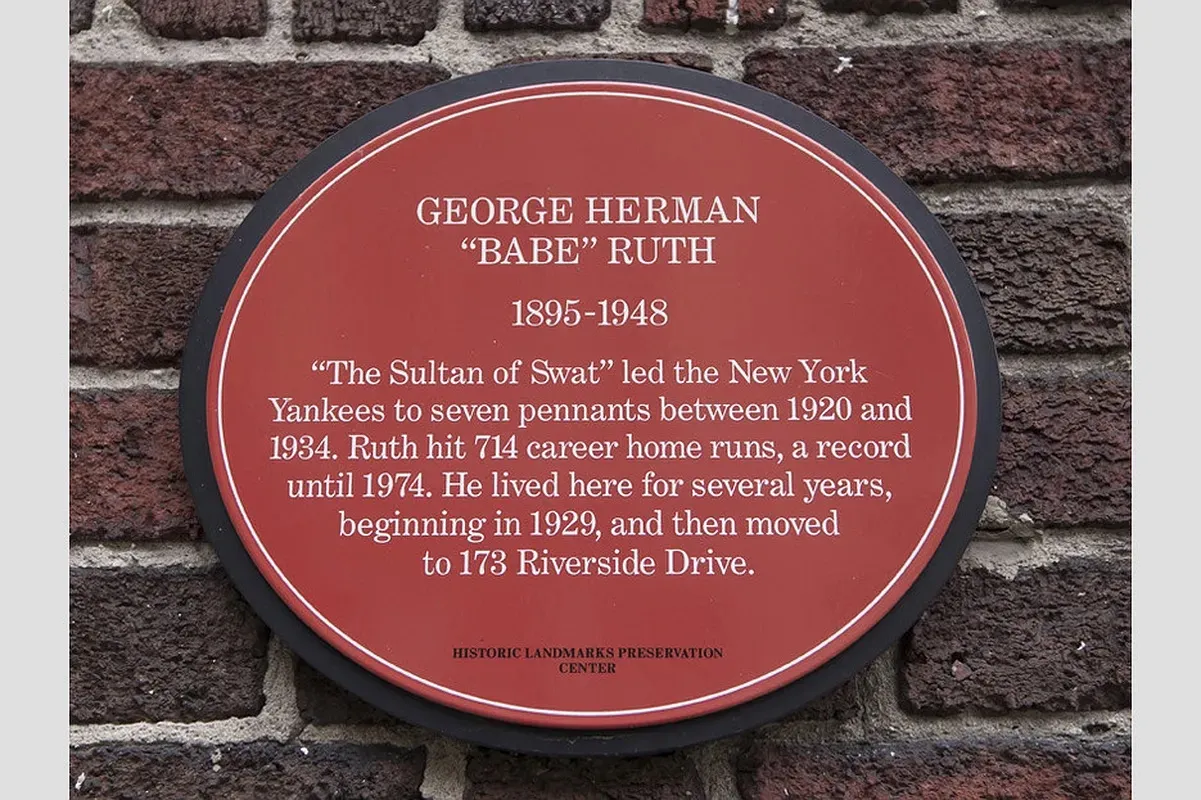 GEORGE HERMAN
“BABE” RUTH
1895-1948
“The Sultan of Swat” led the New York
Yankees to seven pennants between 1920 and
1934. Ruth hit 714 career home runs, a record
until 1974. He lived here for several years,
beginning in 1929, and then moved
to 173 Riverside Drive.
HISTORIC LANDMARKS PRESERVATION
CENTER